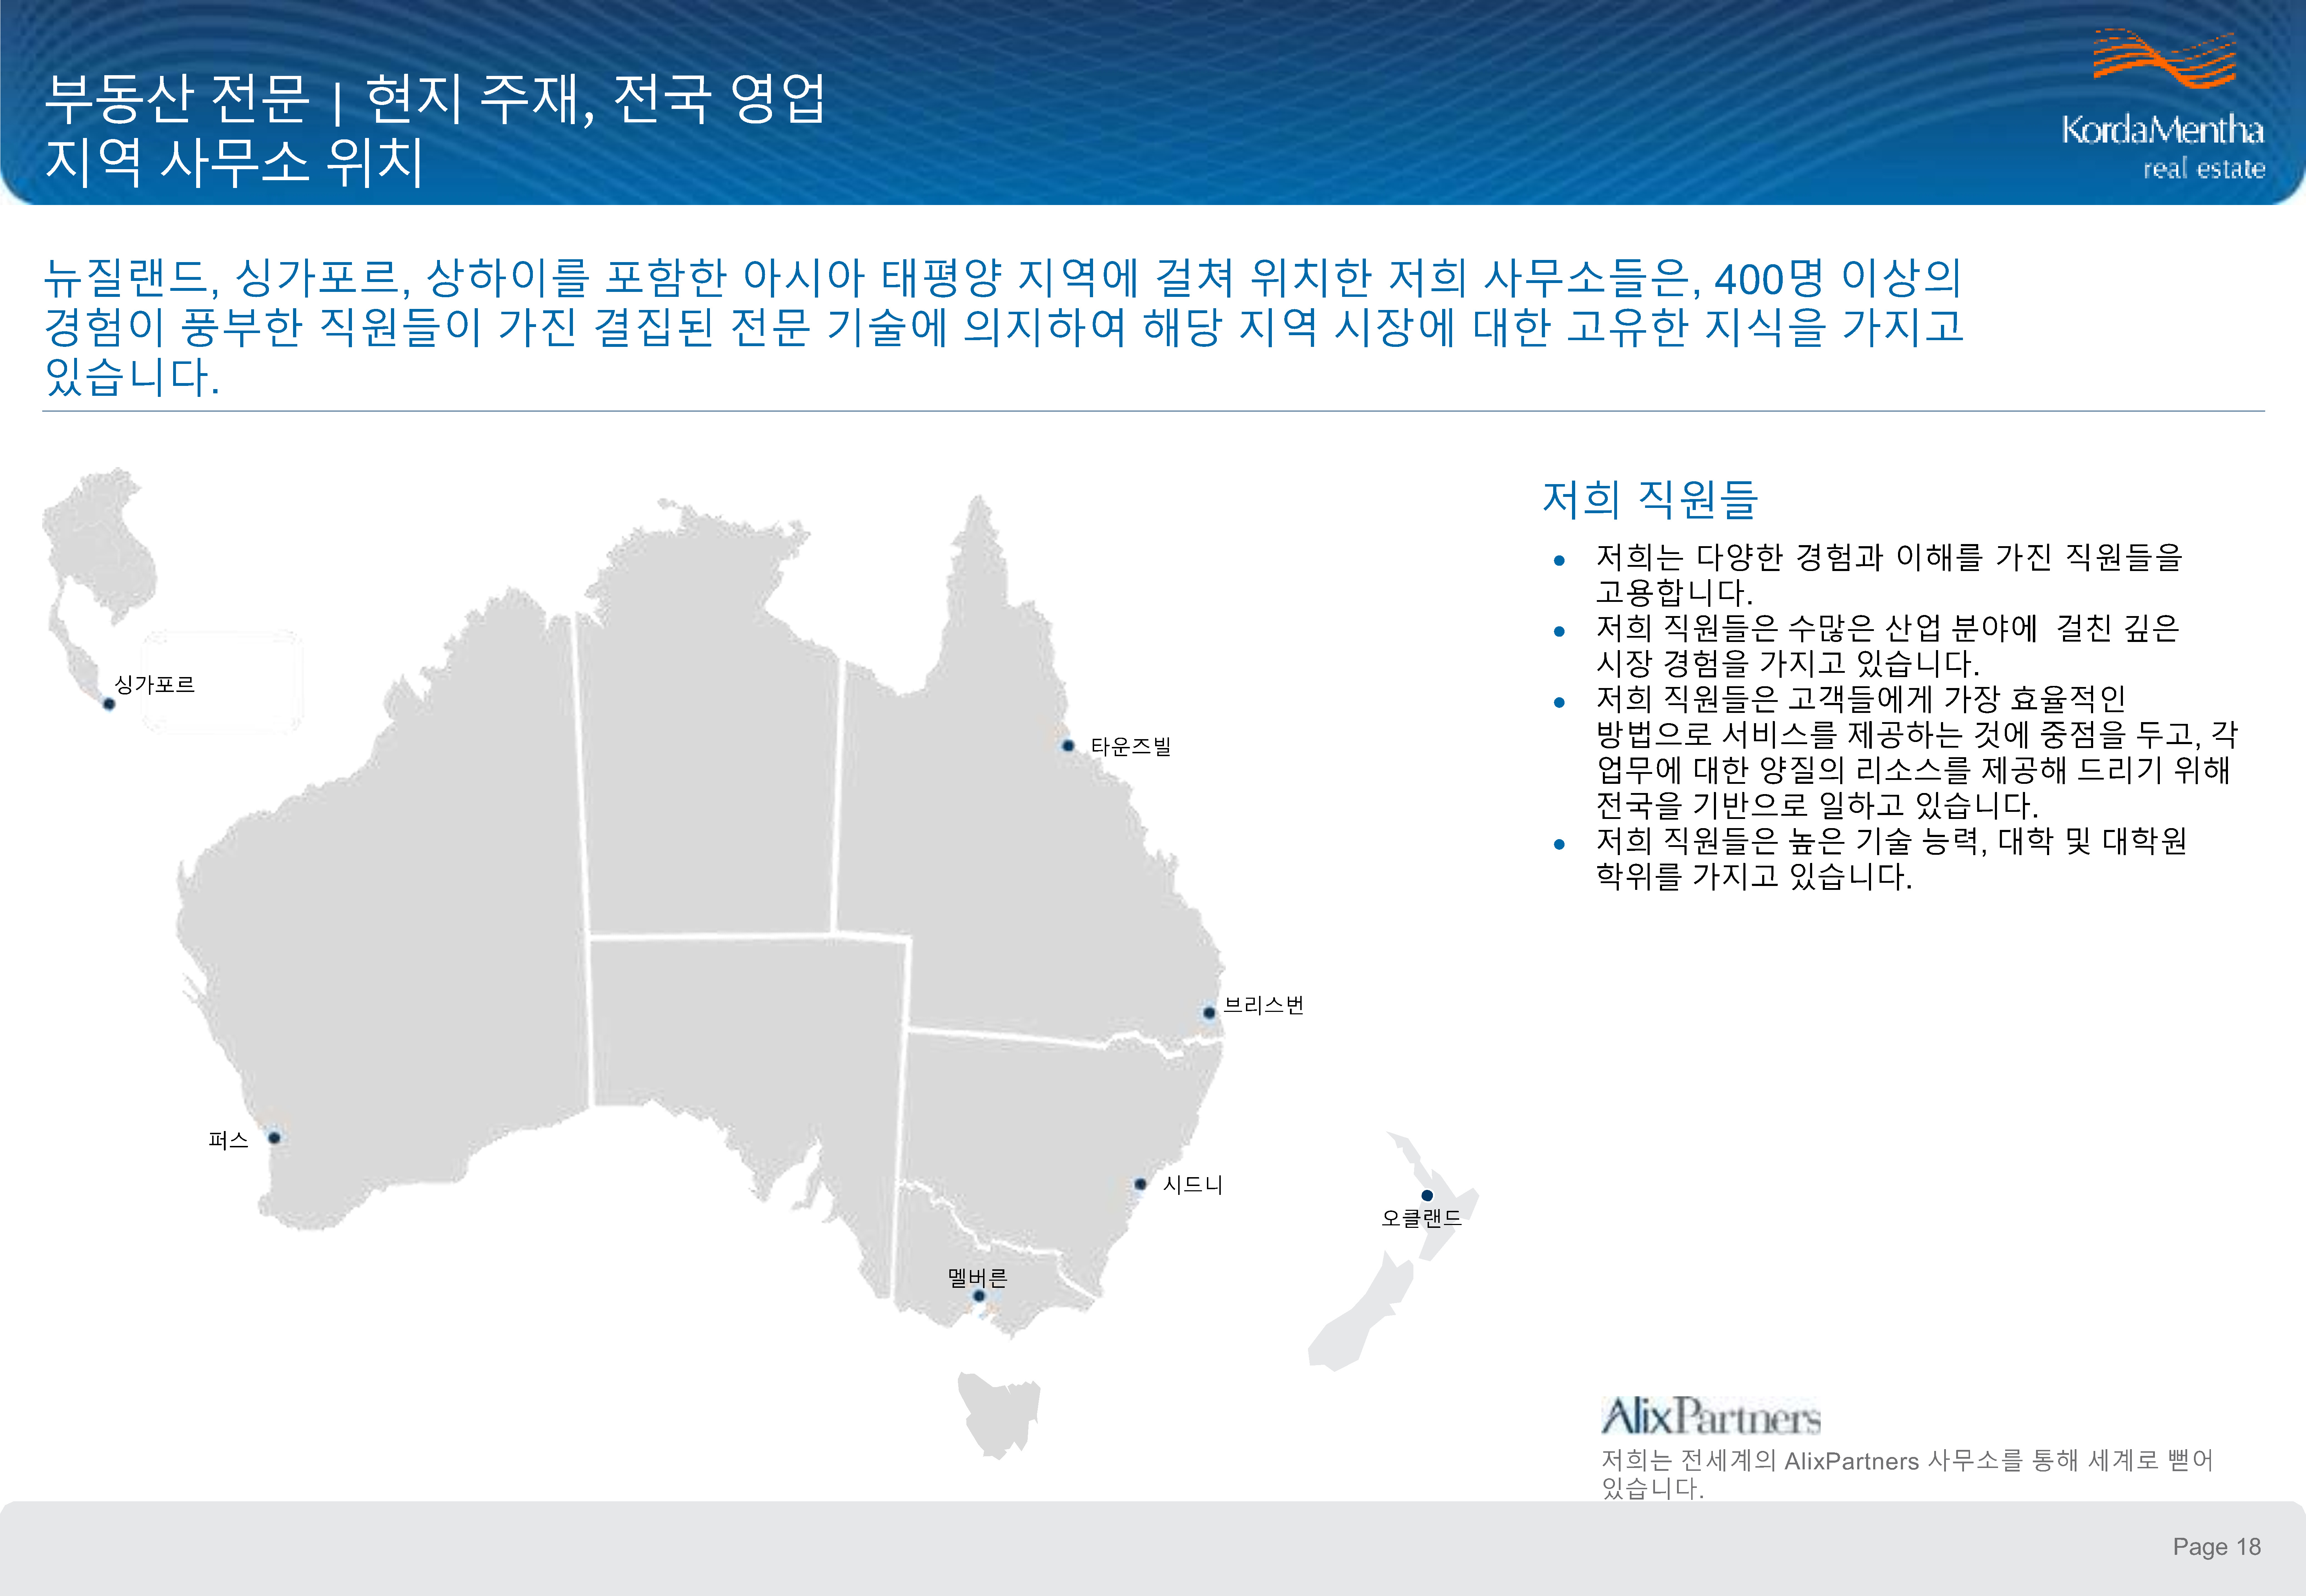 부동산 전문 | 현지 주재, 전국 영업
지역 사무소 위치
KordaMentha
real estate
뉴질랜드, 싱가포르, 상하이를 포함한 아시아 태평양 지역에 걸쳐 위치한 저희 사무소들은, 400명 이상의
경험이 풍부한 직원들이 가진 결집된 전문 기술에 의지하여 해당 지역 시장에 대한 고유한 지식을 가지고
있습니다.
싱가포르
타운즈빌
브리스번
퍼스
시드니
오클랜드
멜버른
저희 직원들
• 저희는 다양한 경험과 이해를 가진 직원들을
고용합니다.
• 저희 직원들은 수많은 산업 분야에 걸친 깊은
시장 경험을 가지고 있습니다.
• 저희 직원들은 고객들에게 가장 효율적인
방법으로 서비스를 제공하는 것에 중점을 두고, 각
업무에 대한 양질의 리소스를 제공해 드리기 위해
전국을 기반으로 일하고 있습니다.
• 저희 직원들은 높은 기술 능력, 대학 및 대학원
학위를 가지고 있습니다.
AlixPartners
저희는 전세계의 AlixPartners 사무소를 통해 세계로 뻗어
있습니다.
Page 18